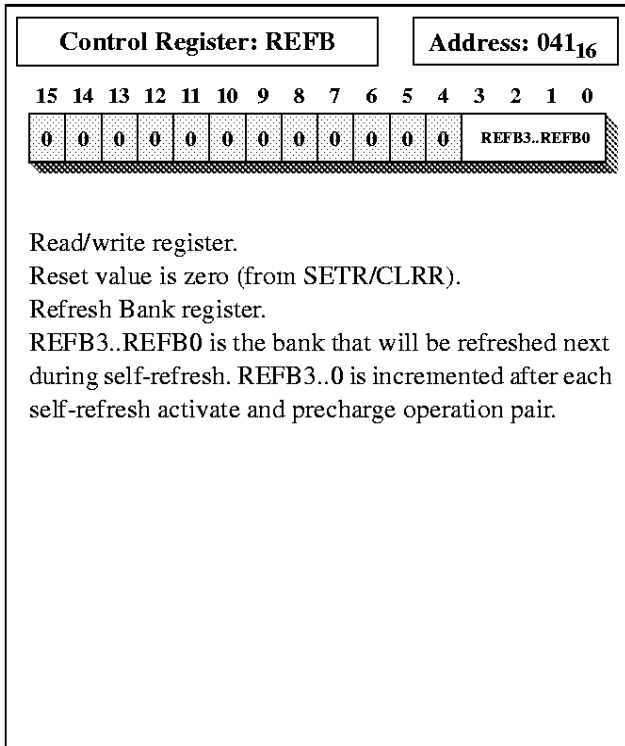 Control Register: REFB
Address: 041₁₆
15 14 13 12 11 10 9 8 7 6 5 4 3 2 1 0
0 0 0 0 0 0 0 0 0 0 0 0 REFB3..REFB0
Read/write register.
Reset value is zero (from SETR/CLRR).
Refresh Bank register.
REFB3..REFB0 is the bank that will be refreshed next
during self-refresh. REFB3..0 is incremented after each
self-refresh activate and precharge operation pair.